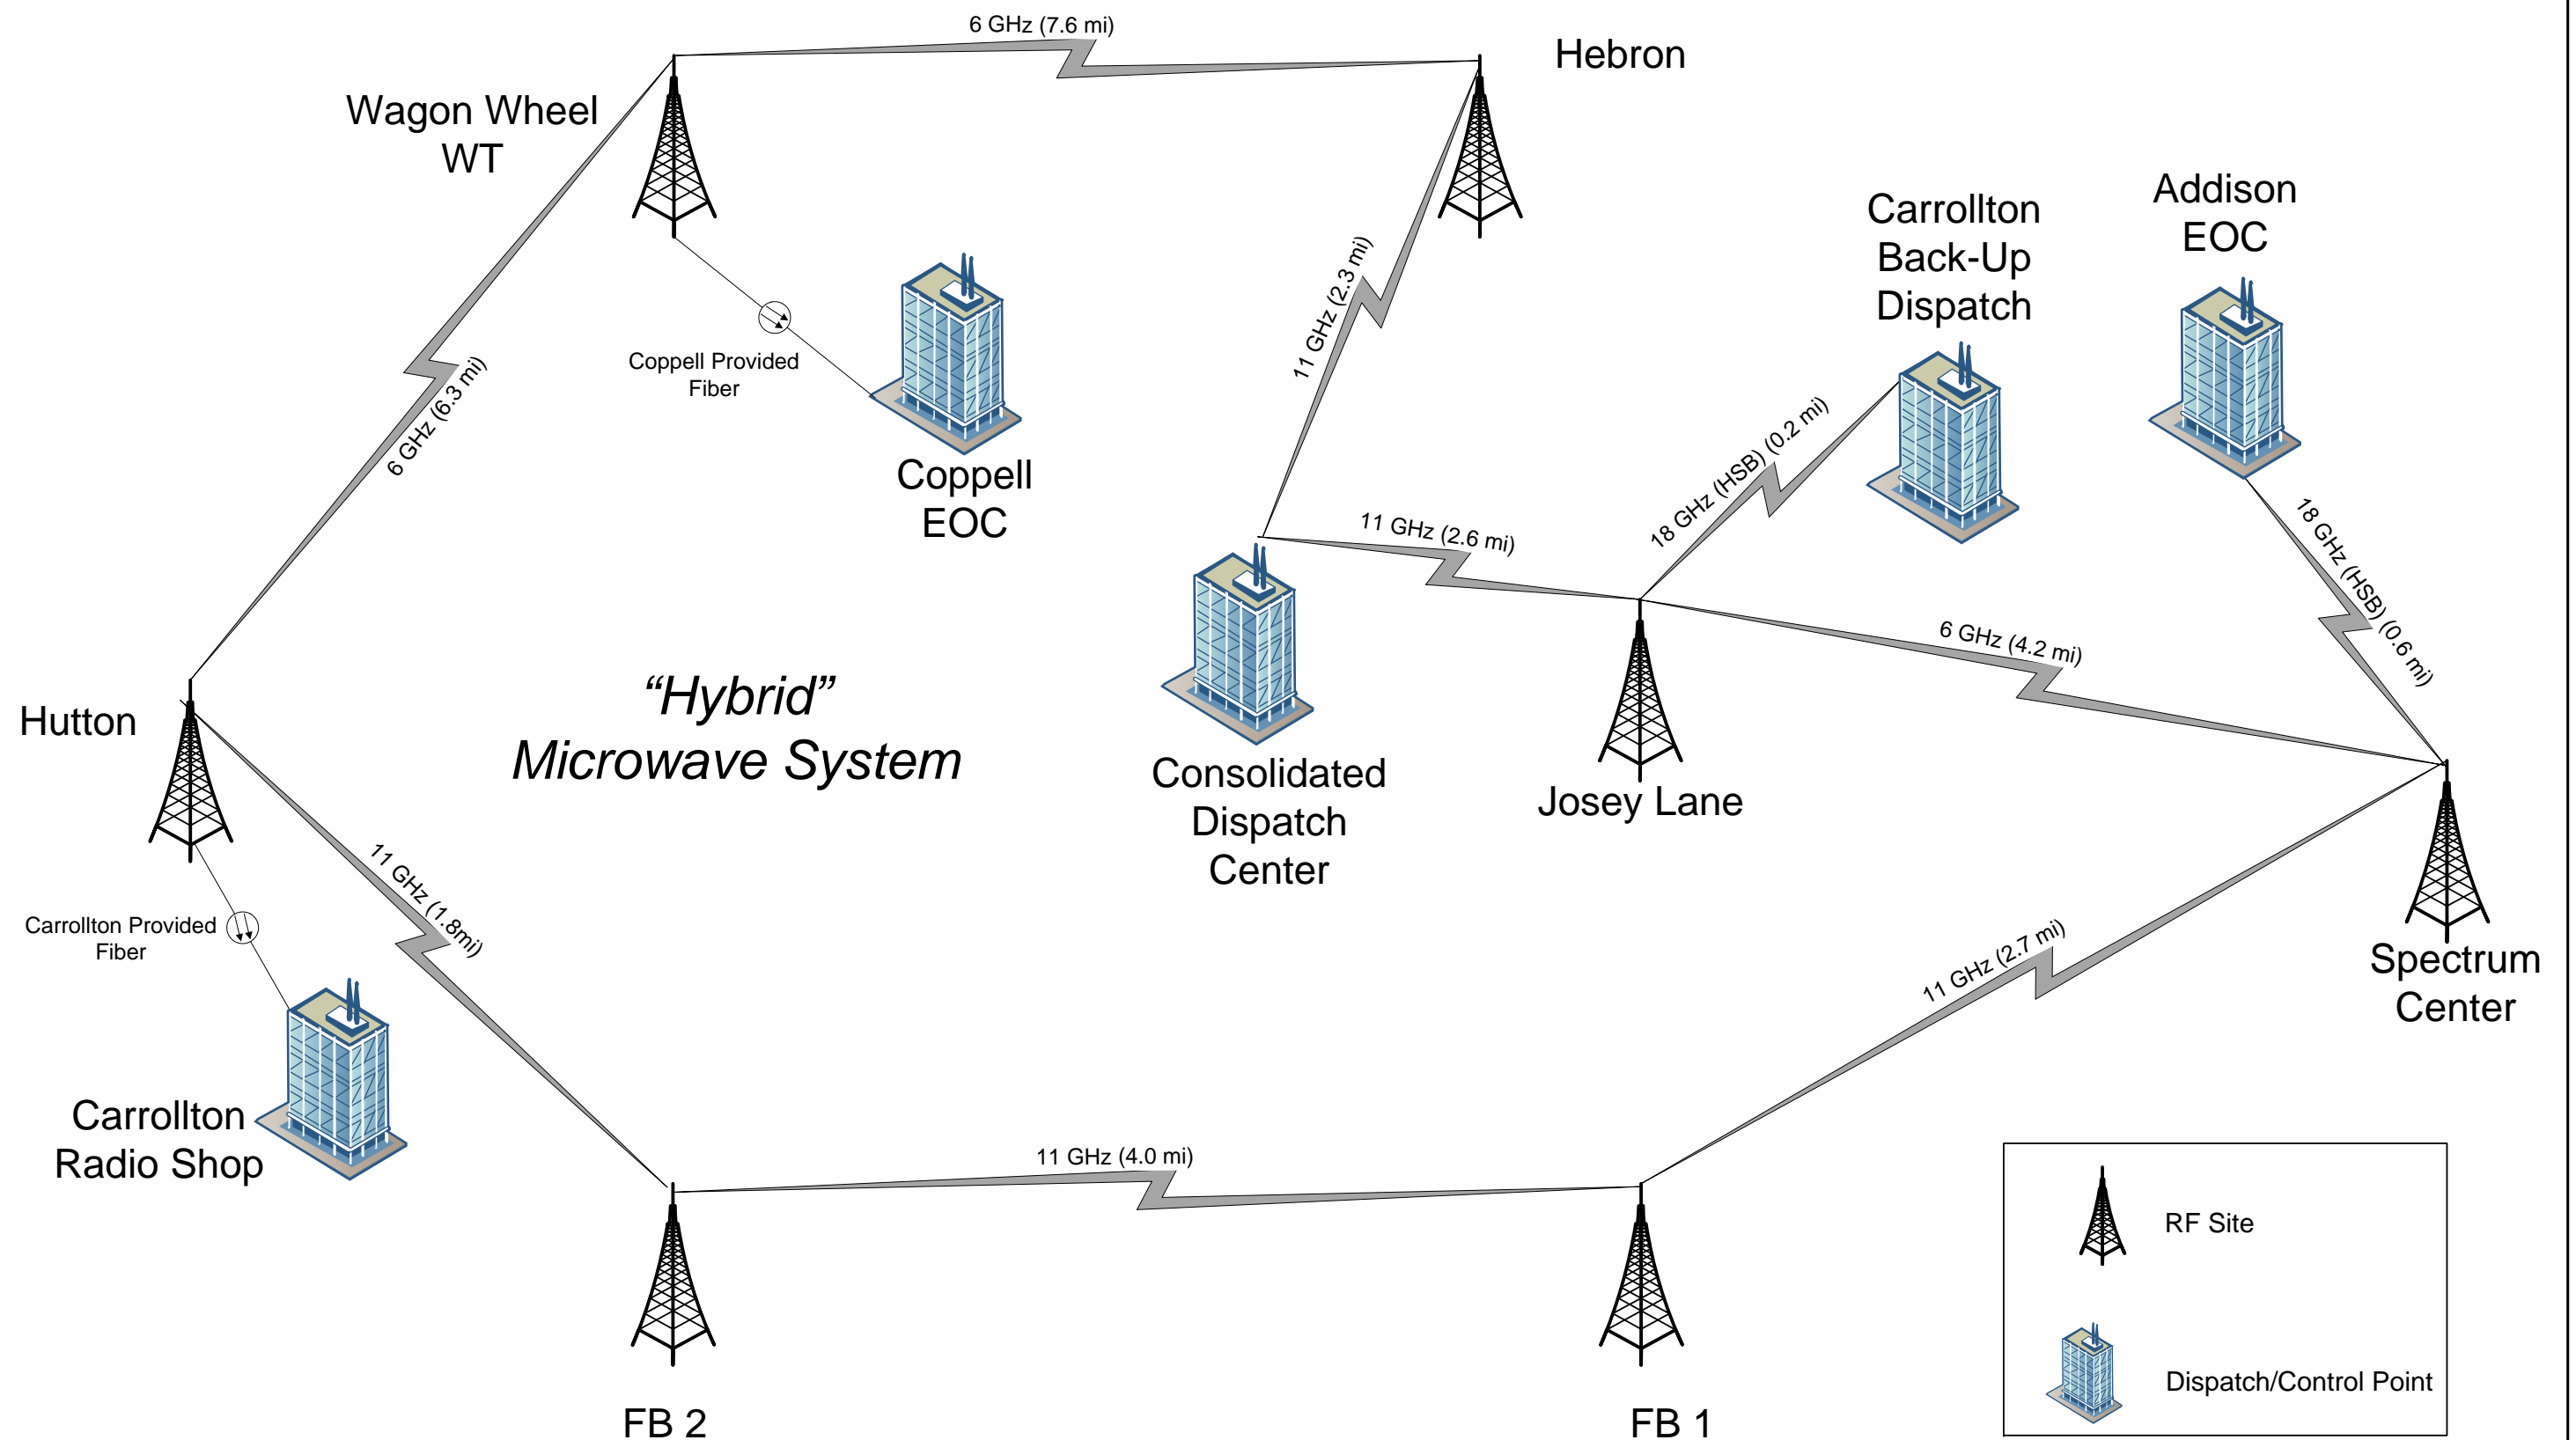 6 GHz (7.6 mi)
Hebron
Wagon Wheel
WT
Addison
EOC
Carrollton
Back-Up
Dispatch
11 GHz (2.3 mi)
Coppell Provided
Fiber
6 GHz (6.3 mi)
Coppell
EOC
18 GHz (HSB) (0.2 mi)
11 GHz (2.6 mi)
18 GHz (HSB) (0.6 mi)
6 GHz (4.2 mi)
Hutton
“Hybrid”
Microwave System
Consolidated
Dispatch
Center
Josey Lane
11 GHz (1.8mi)
Carrollton Provided
Fiber
11 GHz (2.7 mi)
Spectrum
Center
Carrollton
Radio Shop
11 GHz (4.0 mi)
RF Site
Dispatch/Control Point
FB 2
FB 1